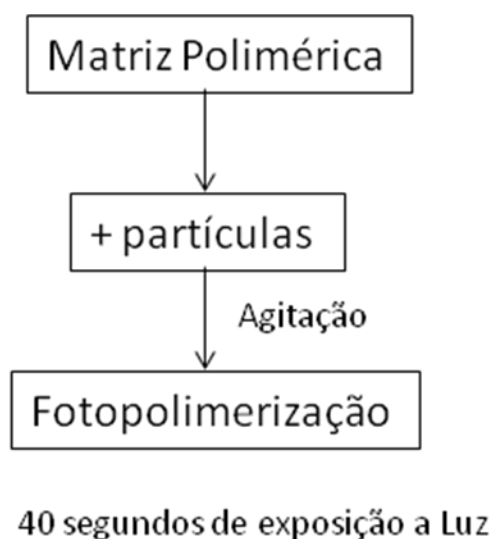 Matriz Polimérica
+ partículas
Agitação
Fotopolimerização
40 segundos de exposição a Luz